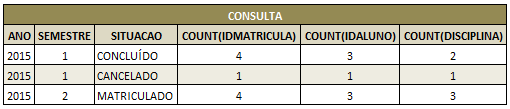 CONSULTA
ANO SEMESTRE SITUACAO COUNT(IDMATRICULA) COUNT(IDALUNO) COUNT(DISCIPLINA)
2015 1 CONCLUÍDO 4 3 2
2015 1 CANCELADO 1 1 1
2015 2 MATRICULADO 4 3 3